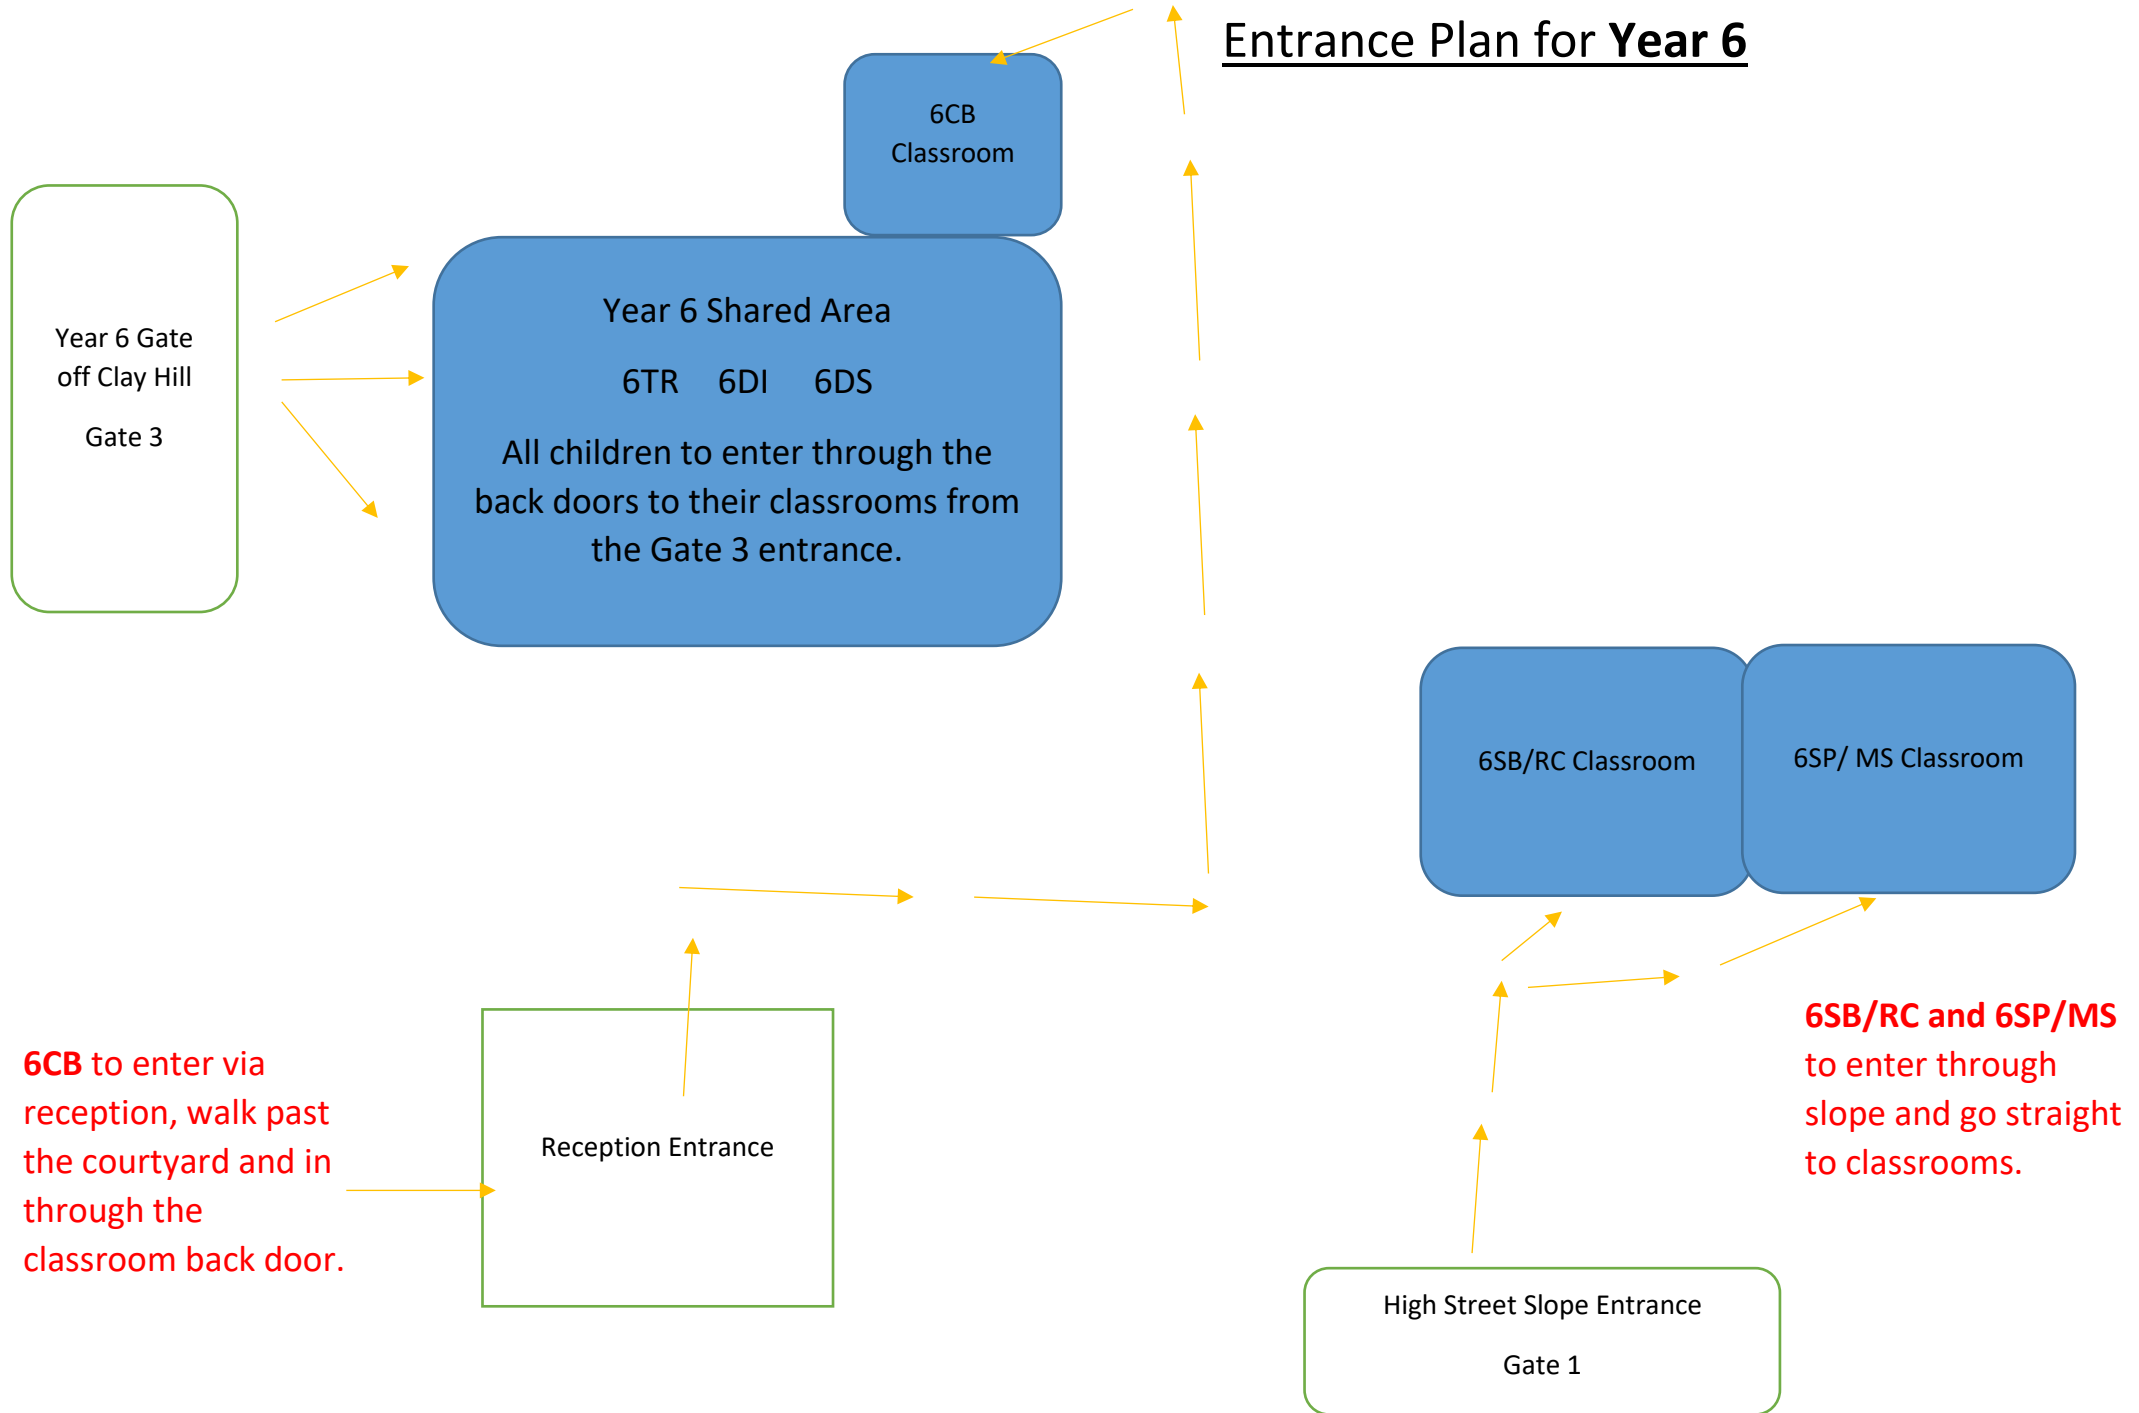 Entrance Plan for Year 6
6CB
Classroom
Year 6 Gate
off Clay Hill
Gate 3
Year 6 Shared Area
6TR 6DI 6DS
All children to enter through the
back doors to their classrooms from
the Gate 3 entrance.
6SB/RC Classroom
6SP/ MS Classroom
6CB to enter via
reception, walk past
the courtyard and in
through the
classroom back door.
Reception Entrance
6SB/RC and 6SP/MS
to enter through
slope and go straight
to classrooms.
High Street Slope Entrance
Gate 1